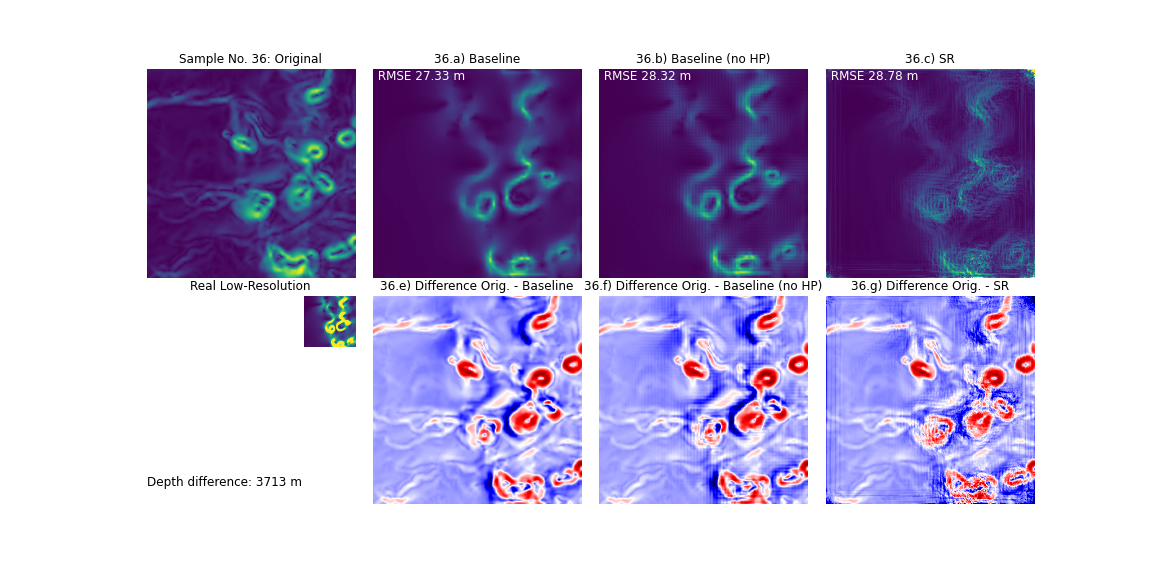 Sample No. 36: Original
36.a) Baseline
36.b) Baseline (no HP)
36.c) SR
RMSE 27.33 m
RMSE 28.32 m
RMSE 28.78 m
Real Low-Resolution
36.e) Difference Orig. - Baseline
36.f) Difference Orig. - Baseline (no HP)
36.g) Difference Orig. - SR
Depth difference: 3713 m